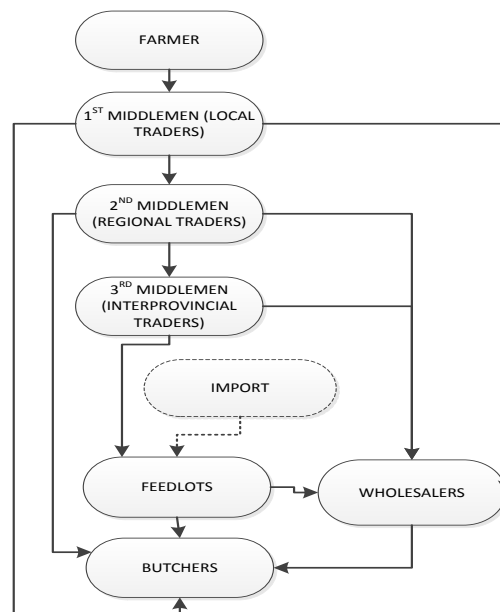 FARMER
1ST MIDDLEMEN (LOCAL
TRADERS)
2ND MIDDLEMEN
(REGIONAL TRADERS)
3RD MIDDLEMEN
(INTERPROVINCIAL
TRADERS)
IMPORT
FEEDLOTS
WHOLESALERS
BUTCHERS